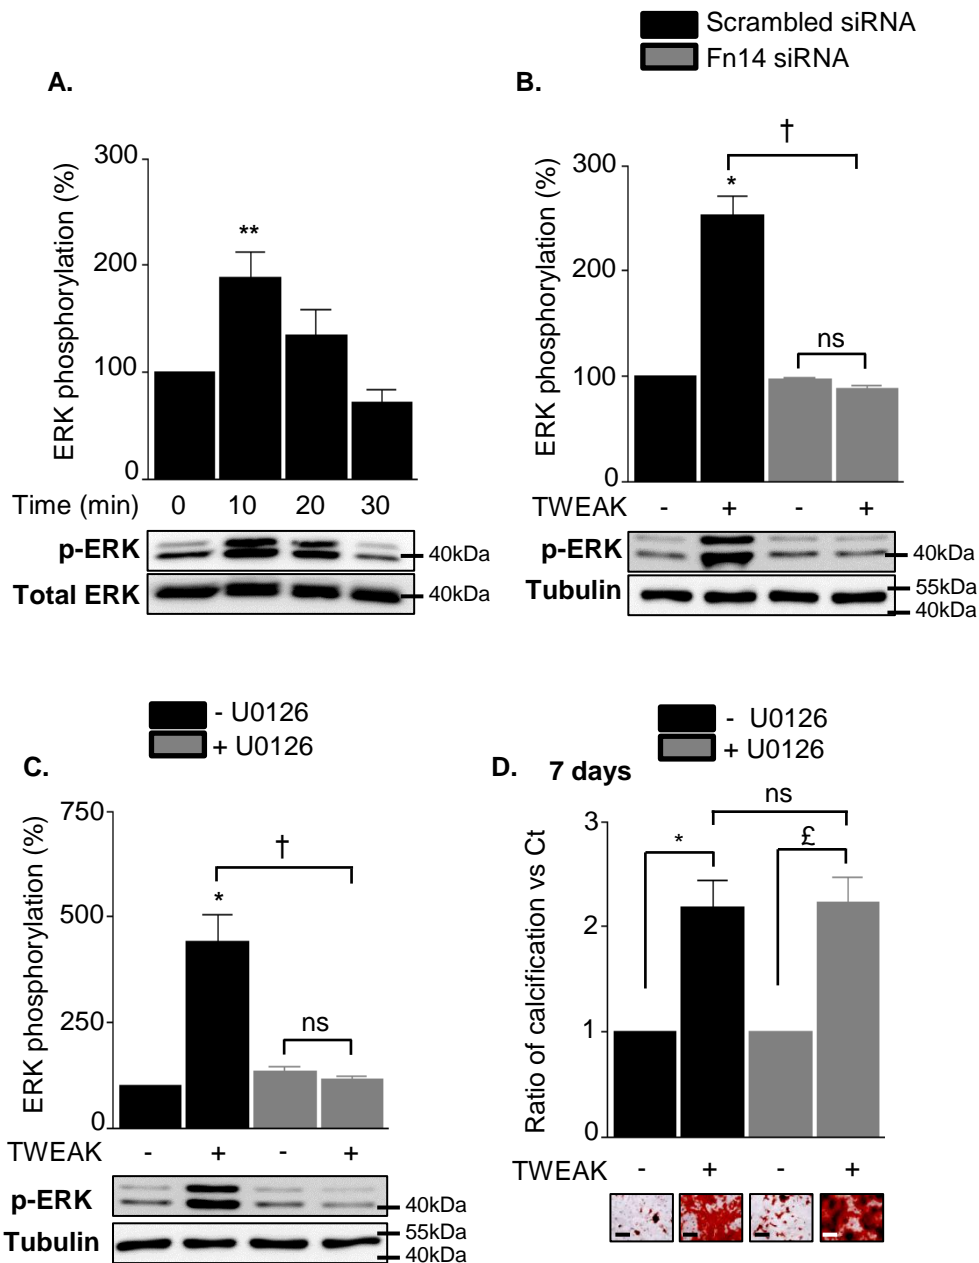 Scrambled siRNA
Fn14 siRNA
A.
ERK phosphorylation (%)
300
200
100
0
**
Time (min) 0 10 20 30
p-ERK
40kDa
Total ERK
40kDa
B.
ERK phosphorylation (%)
300
200
100
0
†
*
ns
TWEAK - + - +
p-ERK
40kDa
Tubulin
55kDa
40kDa
- U0126
+ U0126
C.
ERK phosphorylation (%)
750
500
250
0
†
*
ns
TWEAK - + - +
p-ERK
40kDa
Tubulin
55kDa
40kDa
- U0126
+ U0126
D. 7 days
Ratio of calcification vs Ct
3
2
1
0
ns
*
£
TWEAK - + - +